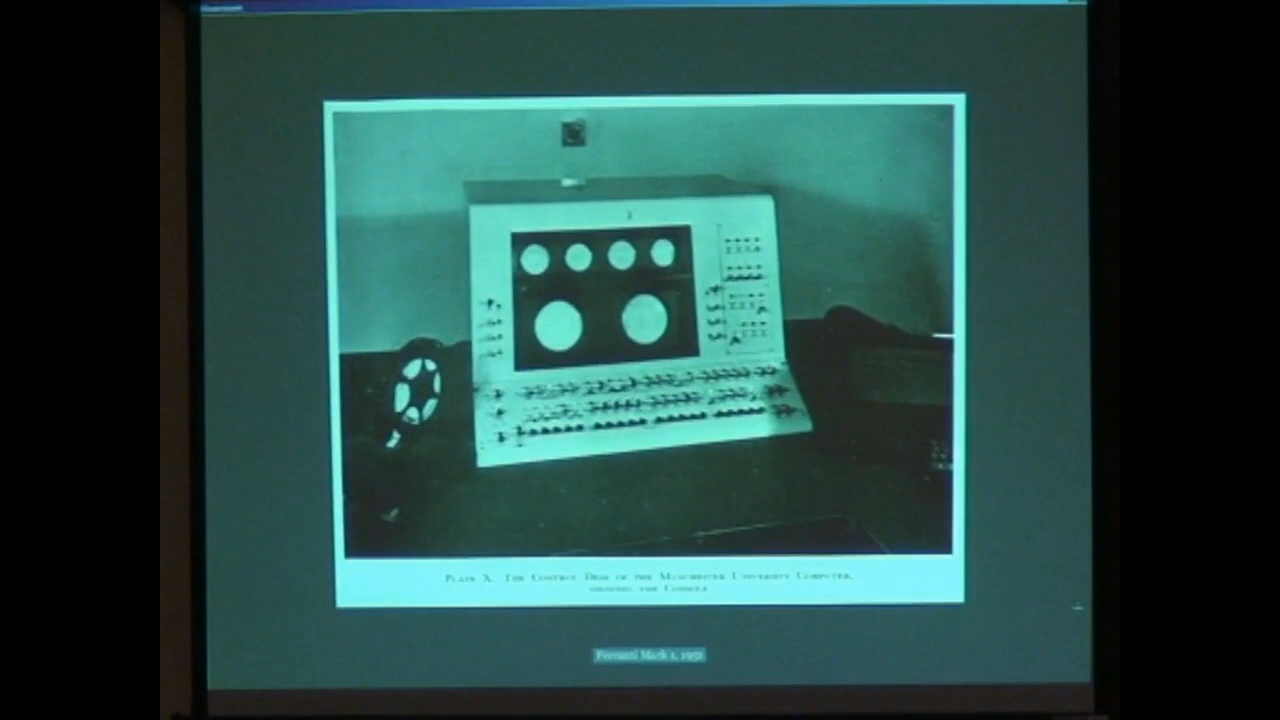 PLATE X. THE CONTROL DESK OF THE MANCHESTER UNIVERSITY COMPUTER,
SHOWING THE CONSOLE
Ferranti Mark 1, 1951